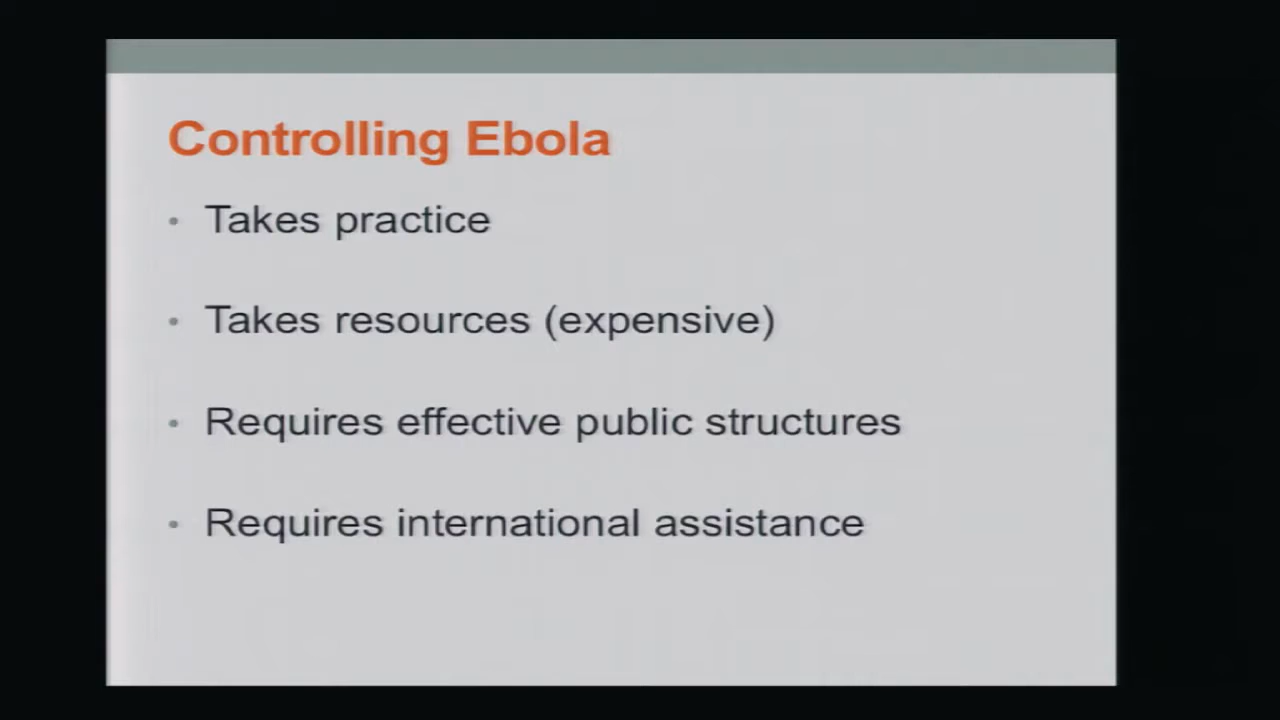 Controlling Ebola
• Takes practice
• Takes resources (expensive)
• Requires effective public structures
• Requires international assistance